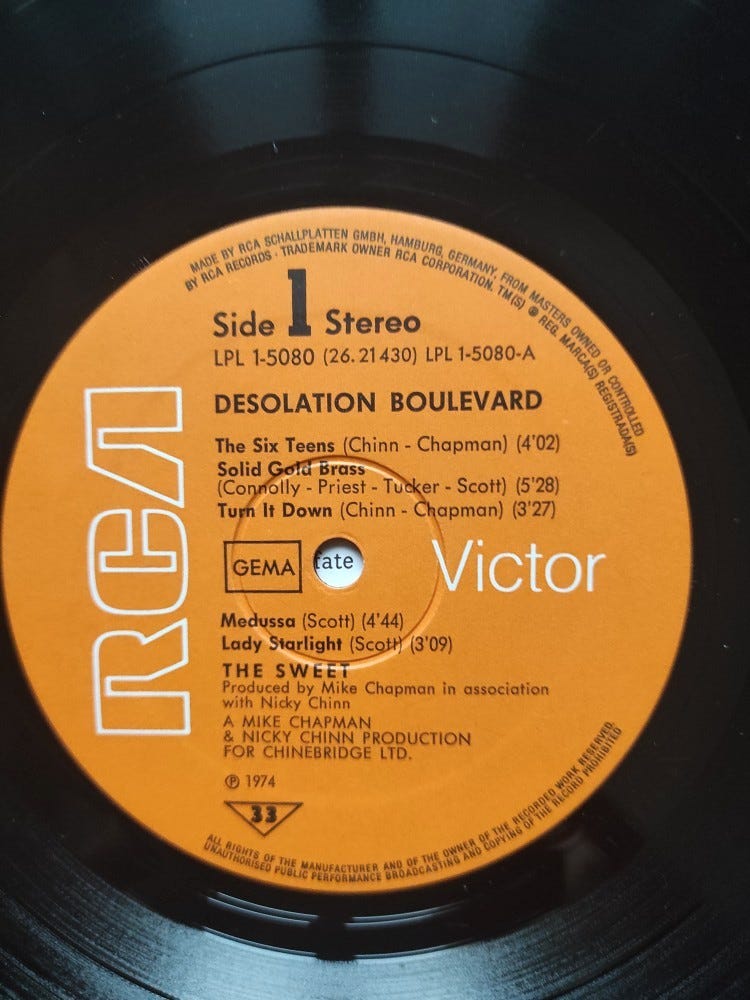 MADE BY RCA SCHALLPLATTEN GMBH, HAMBURG, GERMANY, FROM MASTERS OWNED OR CONTROLLED
BY RCA RECORDS · TRADEMARK OWNER RCA CORPORATION. TM(S) ® REG. MARCA(S) REGISTRADA(S)
Side 1 Stereo
LPL 1-5080 (26.21430) LPL 1-5080-A
DESOLATION BOULEVARD
The Six Teens (Chinn - Chapman) (4'02)
Solid Gold Brass
(Connolly - Priest - Tucker - Scott) (5'28)
Turn It Down (Chinn - Chapman) (3'27)
RCA
GEMA
fate
Victor
Medussa (Scott) (4'44)
Lady Starlight (Scott) (3'09)
THE SWEET
Produced by Mike Chapman in association
with Nicky Chinn
A MIKE CHAPMAN
& NICKY CHINN PRODUCTION
FOR CHINEBRIDGE LTD.
℗ 1974
33
ALL RIGHTS OF THE MANUFACTURER AND OF THE OWNER OF THE RECORDED WORK RESERVED.
UNAUTHORISED PUBLIC PERFORMANCE BROADCASTING AND COPYING OF THE RECORD PROHIBITED